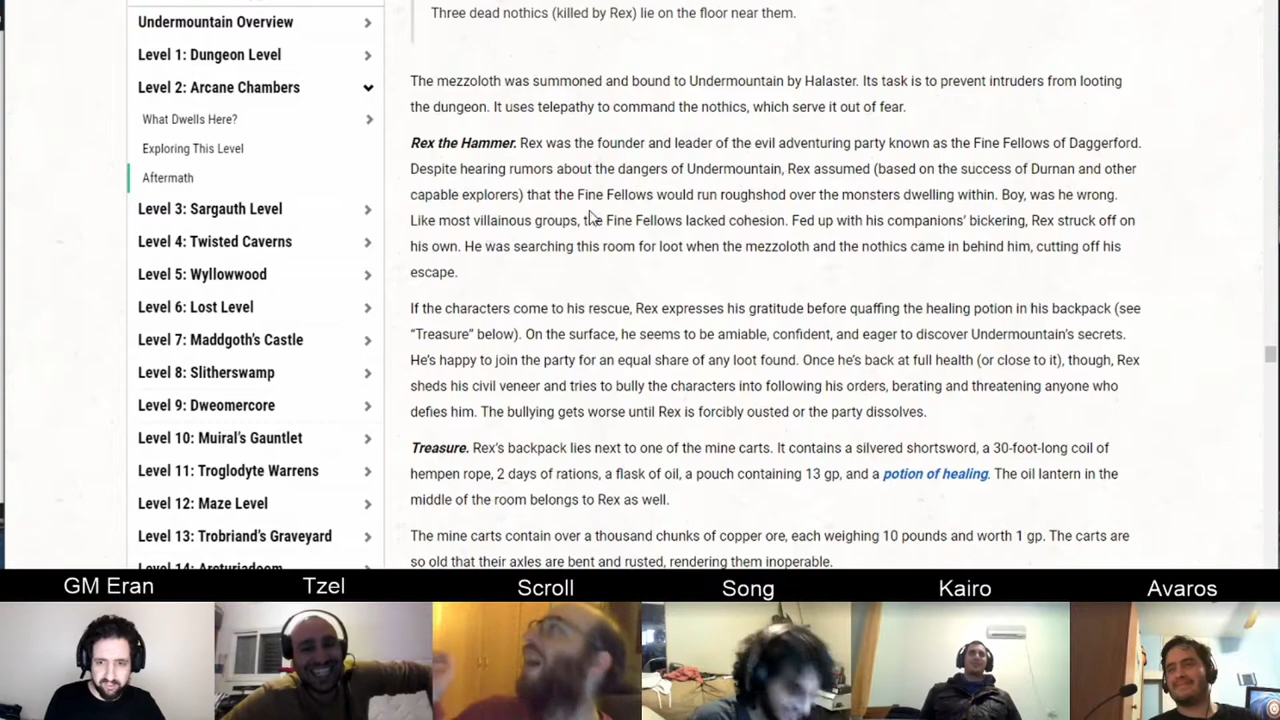 Three dead nothics (killed by Rex) lie on the floor near them.
Undermountain Overview
Level 1: Dungeon Level
Level 2: Arcane Chambers
What Dwells Here?
Exploring This Level
Aftermath
Level 3: Sargauth Level
Level 4: Twisted Caverns
Level 5: Wyllowwood
Level 6: Lost Level
Level 7: Maddgoth's Castle
Level 8: Slitherswamp
Level 9: Dweomercore
Level 10: Muiral's Gauntlet
Level 11: Troglodyte Warrens
Level 12: Maze Level
Level 13: Trobriand's Graveyard
Level 14: Arcturiadoom
The mezzoloth was summoned and bound to Undermountain by Halaster. Its task is to prevent intruders from looting
the dungeon. It uses telepathy to command the nothics, which serve it out of fear.
Rex the Hammer. Rex was the founder and leader of the evil adventuring party known as the Fine Fellows of Daggerford.
Despite hearing rumors about the dangers of Undermountain, Rex assumed (based on the success of Durnan and other
capable explorers) that the Fine Fellows would run roughshod over the monsters dwelling within. Boy, was he wrong.
Like most villainous groups, the Fine Fellows lacked cohesion. Fed up with his companions' bickering, Rex struck off on
his own. He was searching this room for loot when the mezzoloth and the nothics came in behind him, cutting off his
escape.
If the characters come to his rescue, Rex expresses his gratitude before quaffing the healing potion in his backpack (see
“Treasure” below). On the surface, he seems to be amiable, confident, and eager to discover Undermountain's secrets.
He's happy to join the party for an equal share of any loot found. Once he's back at full health (or close to it), though, Rex
sheds his civil veneer and tries to bully the characters into following his orders, berating and threatening anyone who
defies him. The bullying gets worse until Rex is forcibly ousted or the party dissolves.
Treasure. Rex's backpack lies next to one of the mine carts. It contains a silvered shortsword, a 30-foot-long coil of
hempen rope, 2 days of rations, a flask of oil, a pouch containing 13 gp, and a potion of healing. The oil lantern in the
middle of the room belongs to Rex as well.
The mine carts contain over a thousand chunks of copper ore, each weighing 10 pounds and worth 1 gp. The carts are
so old that their axles are bent and rusted, rendering them inoperable.
GM Eran
Tzel
Scroll
Song
Kairo
Avaros